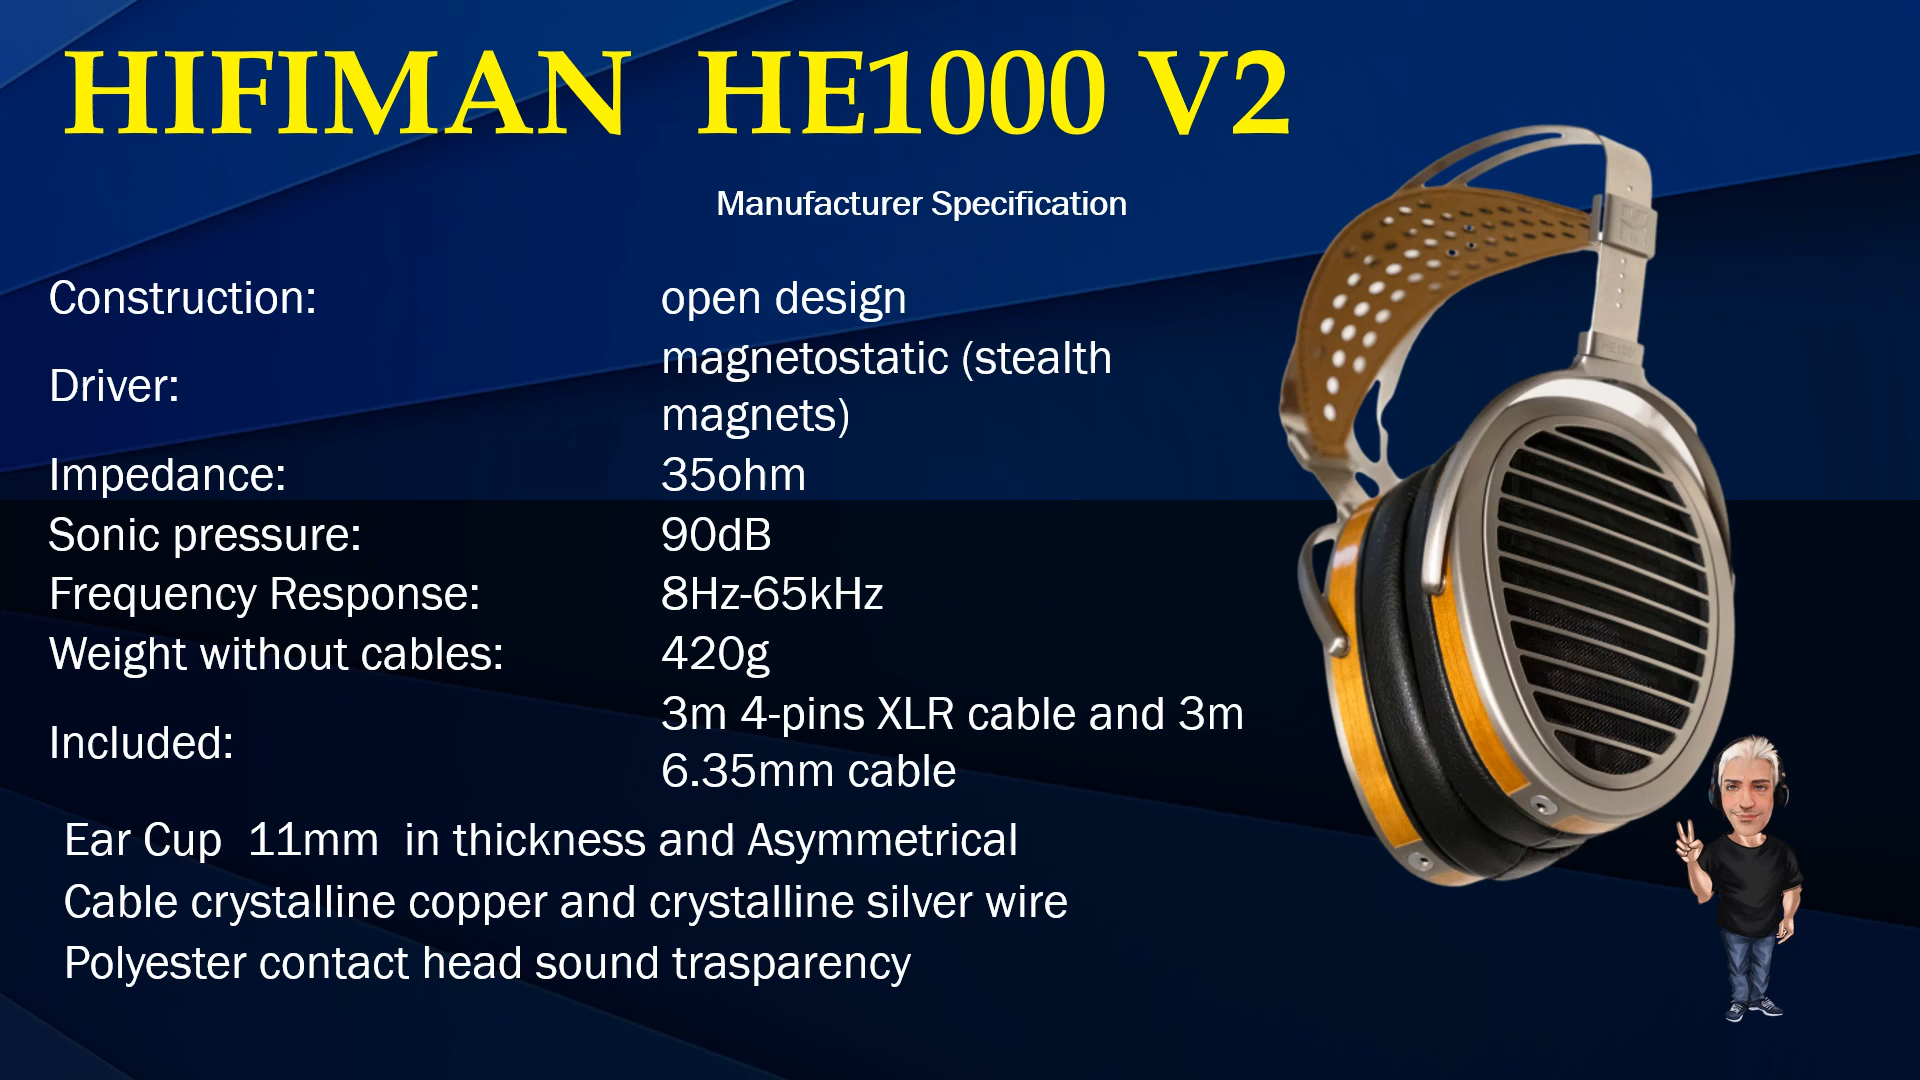 HIFIMAN HE1000 V2
Manufacturer Specification
Construction: open design
Driver: magnetostatic (stealth
magnets)
Impedance: 35ohm
Sonic pressure: 90dB
Frequency Response: 8Hz-65kHz
Weight without cables: 420g
Included: 3m 4-pins XLR cable and 3m
6.35mm cable
Ear Cup 11mm in thickness and Asymmetrical
Cable crystalline copper and crystalline silver wire
Polyester contact head sound trasparency